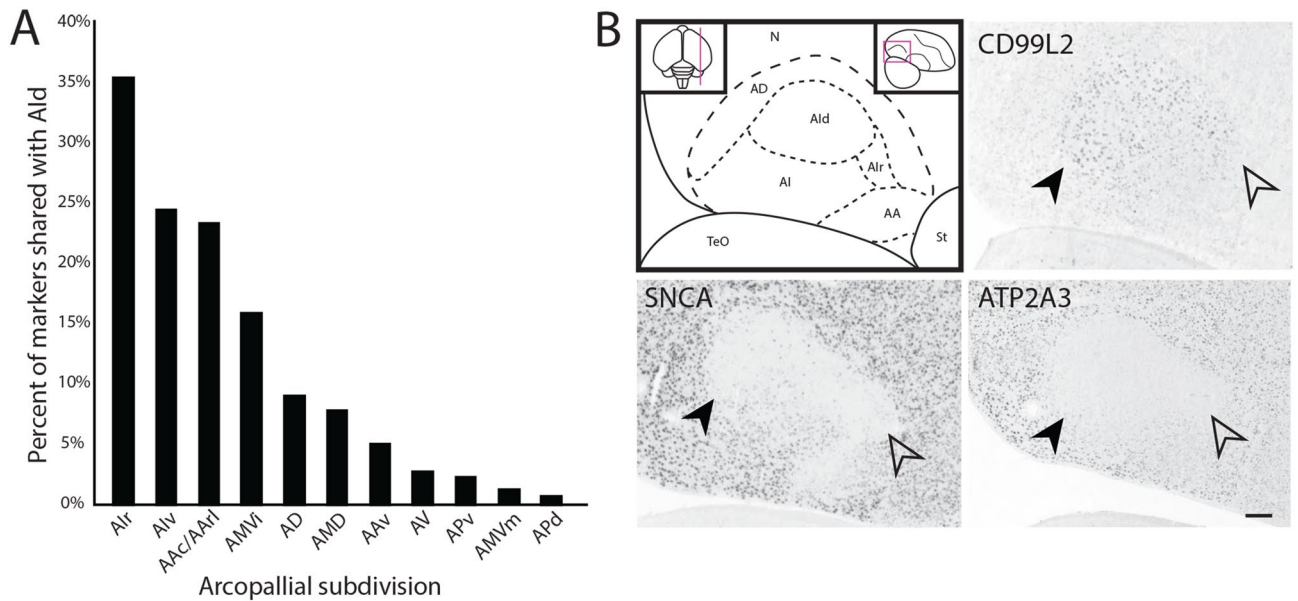 A
Percent of markers shared with AId
40%
35%
30%
25%
20%
15%
10%
5%
0%
AIr
AIv
AAc/AArl
AMVi
AD
AMD
AAv
AV
APv
AMVm
APd
Arcopallial subdivision
B
N
AD
AId
AIr
AI
AA
TeO
St
CD99L2
SNCA
ATP2A3